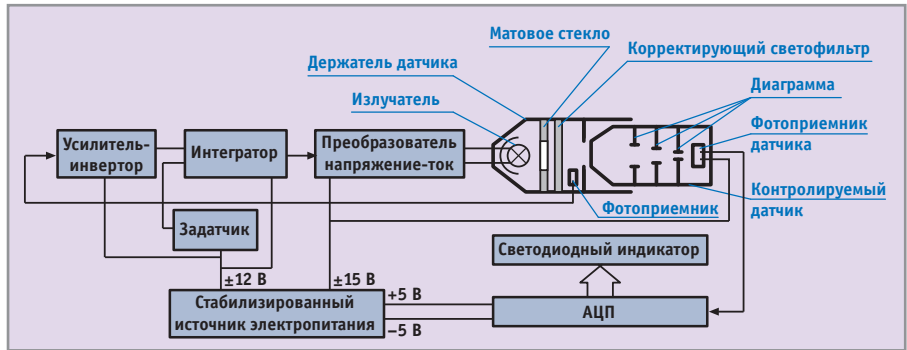 Матовое стекло
Держатель датчика
Корректирующий светофильтр
Излучатель
Диаграмма
Усилитель-
инвертор
Интегратор
Преобразователь
напряжение-ток
Фотоприемник
датчика
Контролируемый
датчик
Фотоприемник
Задатчик
Светодиодный индикатор
±12 В
±15 В
Стабилизированный
источник электропитания
+5 В
–5 В
АЦП